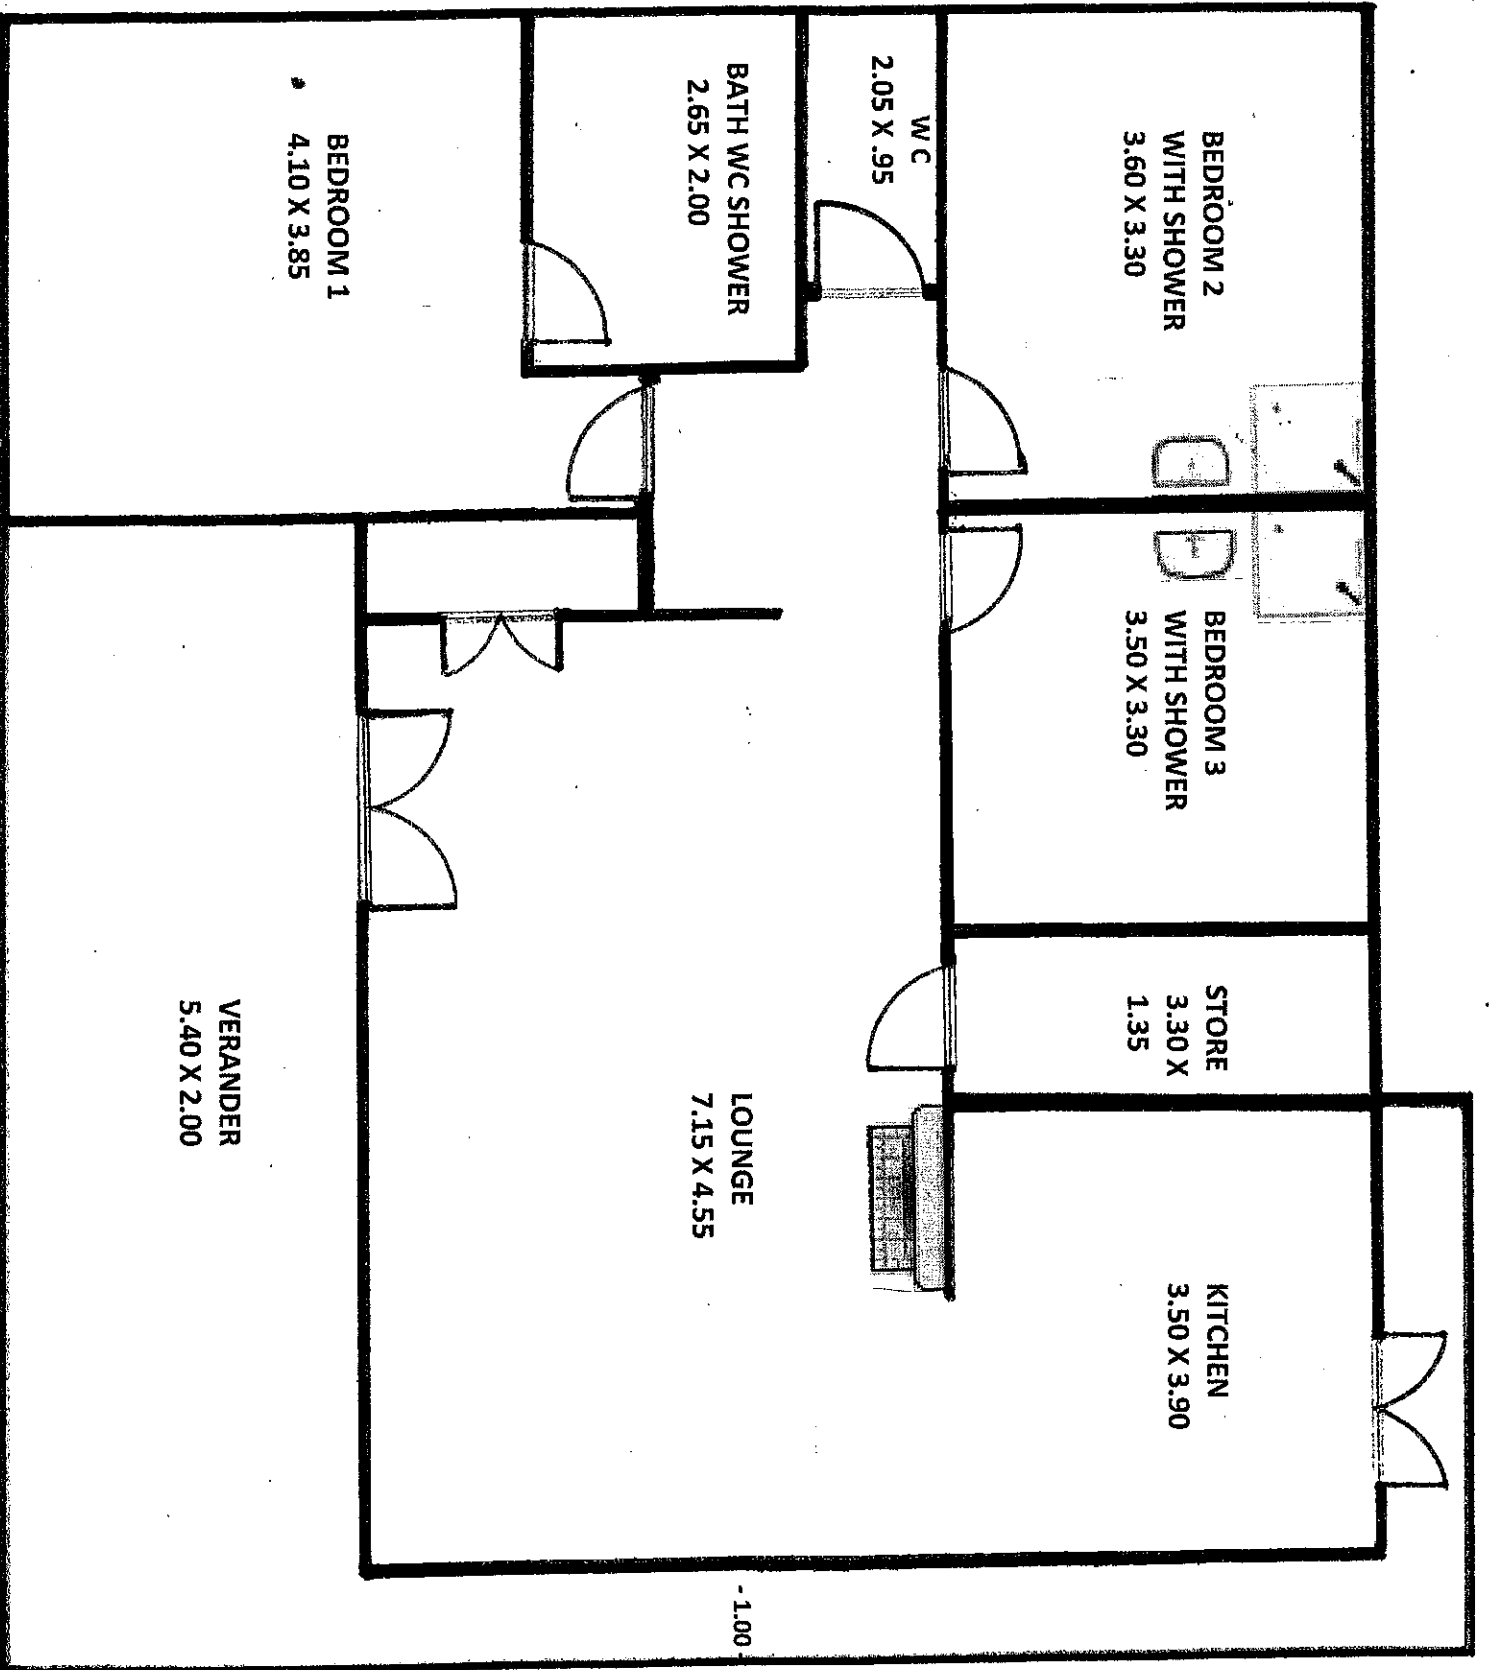 BEDROOM 2
WITH SHOWER
3.60 X 3.30
BEDROOM 3
WITH SHOWER
3.50 X 3.30
STORE
3.30 X
1.35
KITCHEN
3.50 X 3.90
W C
2.05 X .95
BATH WC SHOWER
2.65 X 2.00
LOUNGE
7.15 X 4.55
- 1.00 -
BEDROOM 1
4.10 X 3.85
VERANDER
5.40 X 2.00